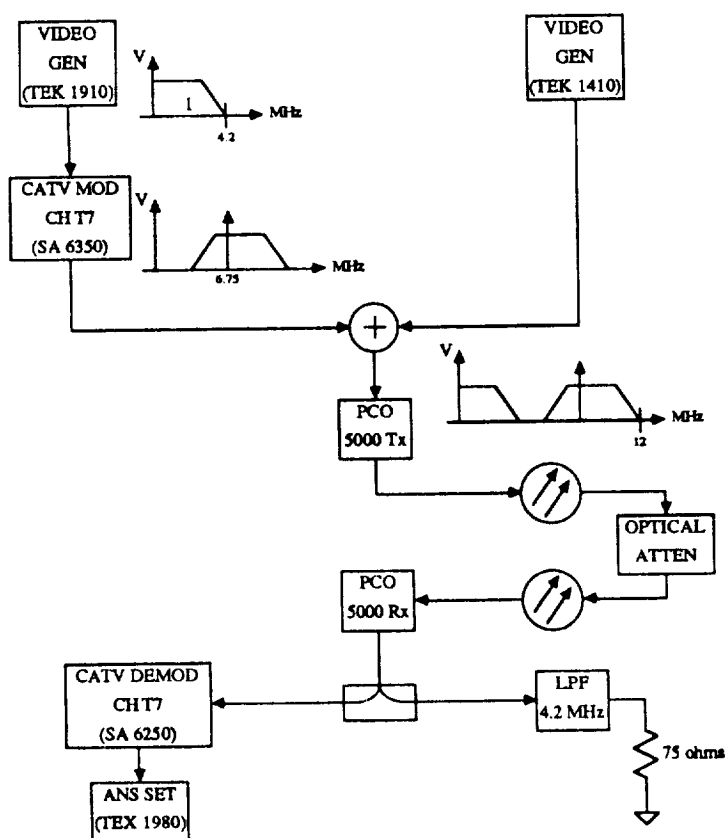 VIDEO
GEN
(TEK 1910)
V
1
4.2
MHz
VIDEO
GEN
(TEK 1410)
CATV MOD
CH T7
(SA 6350)
V
6.75
MHz
+
V
12
MHz
PCO
5000 Tx
OPTICAL
ATTEN
PCO
5000 Rx
CATV DEMOD
CH T7
(SA 6250)
LPF
4.2 MHz
75 ohms
ANS SET
(TEX 1980)